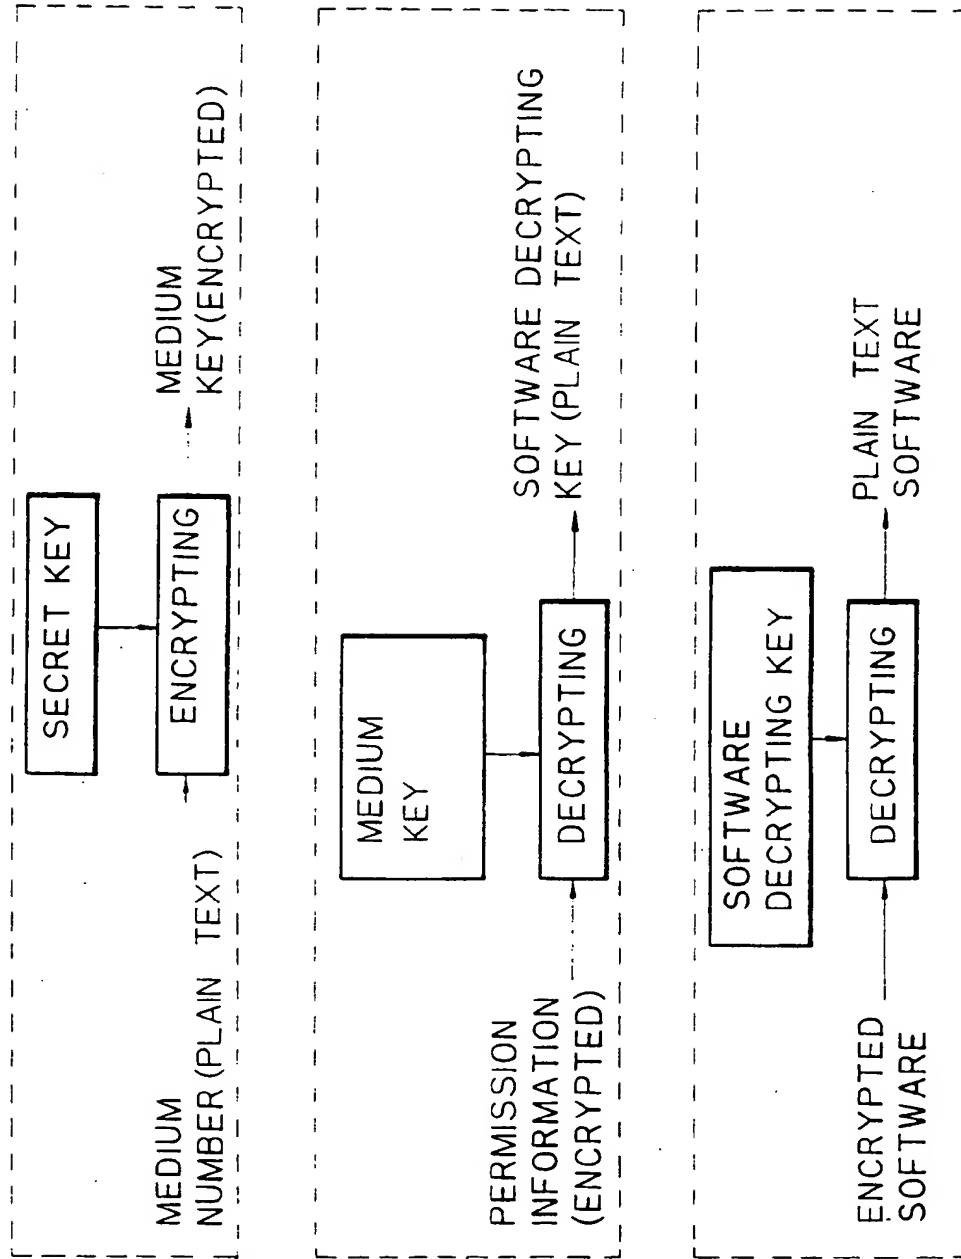 SECRET KEY
MEDIUM
NUMBER(PLAIN TEXT)
ENCRYPTING
MEDIUM
KEY(ENCRYPTED)
MEDIUM
KEY
PERMISSION
INFORMATION
(ENCRYPTED)
DECRYPTING
SOFTWARE DECRYPTING
KEY(PLAIN TEXT)
SOFTWARE
DECRYPTING KEY
ENCRYPTED
SOFTWARE
DECRYPTING
PLAIN TEXT
SOFTWARE